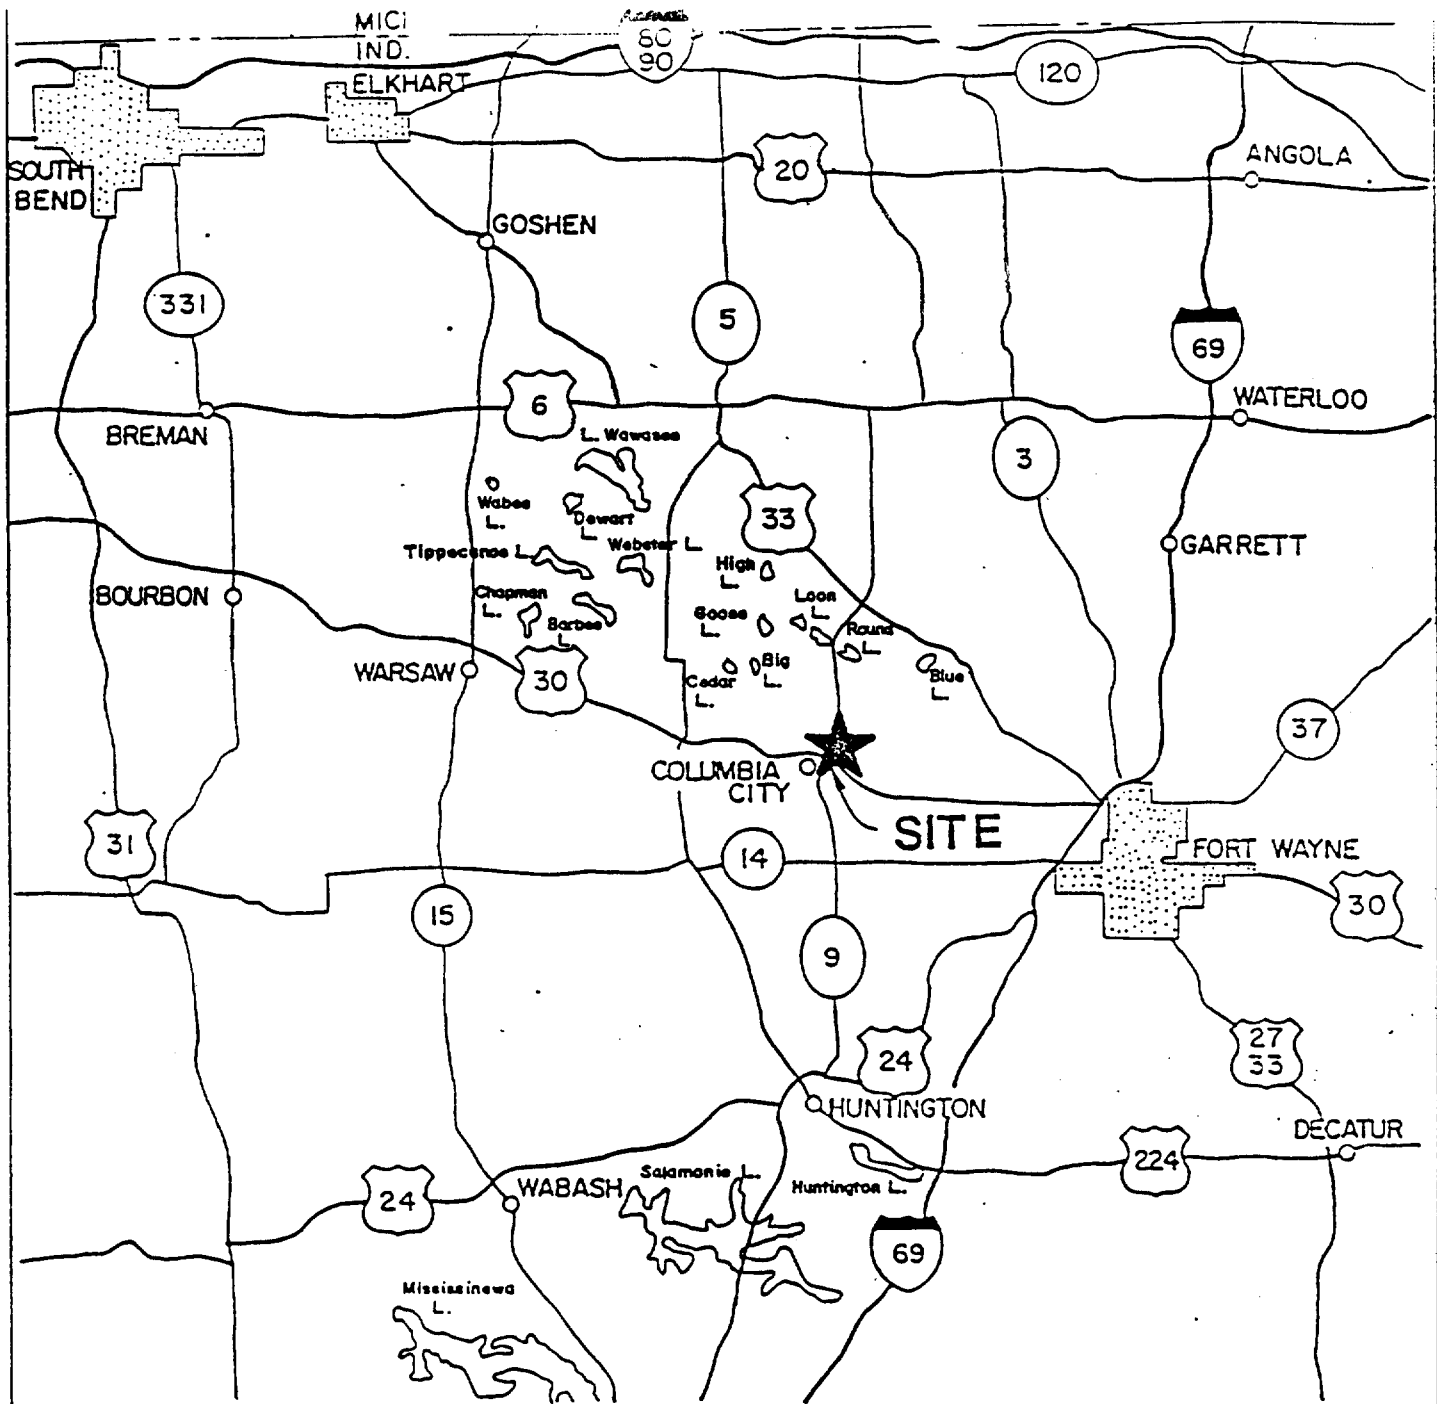 MICI
IND.
80
90
ELKHART
120
20
ANGOLA
SOUTH
BEND
GOSHEN
331
5
69
6
WATERLOO
BREMAN
L. Wawasee
3
Wabee
L.
Dewart
L.
33
Tippecanoe L.
Webster L.
GARRETT
High
L.
BOURBON
Chapman
L.
Barbee
L.
Goose
L.
Loon
L.
Round
L.
WARSAW
30
Cedar
L.
Big
L.
Blue
L.
37
COLUMBIA
CITY
SITE
31
14
FORT WAYNE
15
30
9
24
27
33
HUNTINGTON
DECATUR
224
24
WABASH
Salamonie L.
Huntington L.
69
Mississinewa
L.